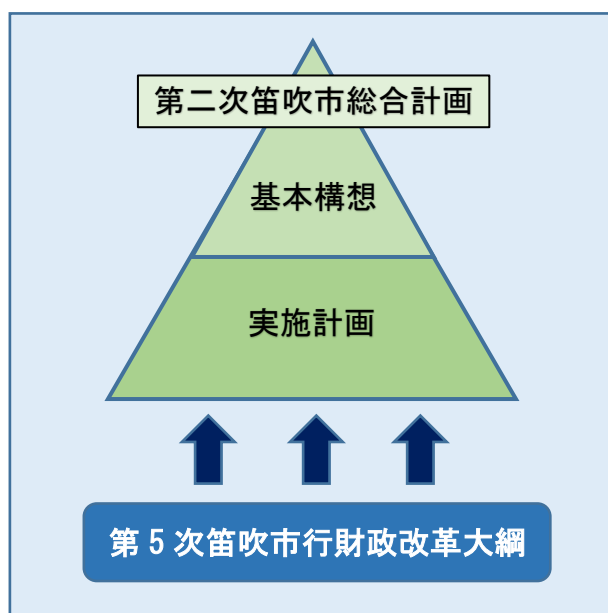 第二次笛吹市総合計画
基本構想
実施計画
第５次笛吹市行財政改革大綱